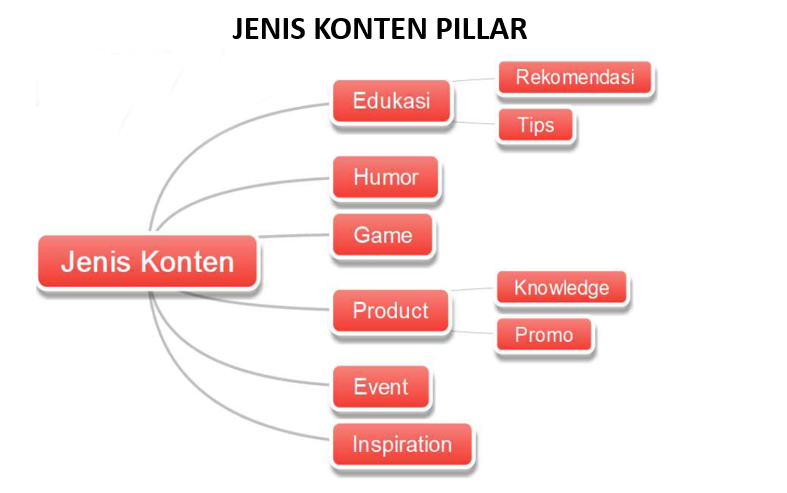 JENIS KONTEN PILLAR
Jenis Konten
Edukasi
Rekomendasi
Tips
Humor
Game
Product
Knowledge
Promo
Event
Inspiration